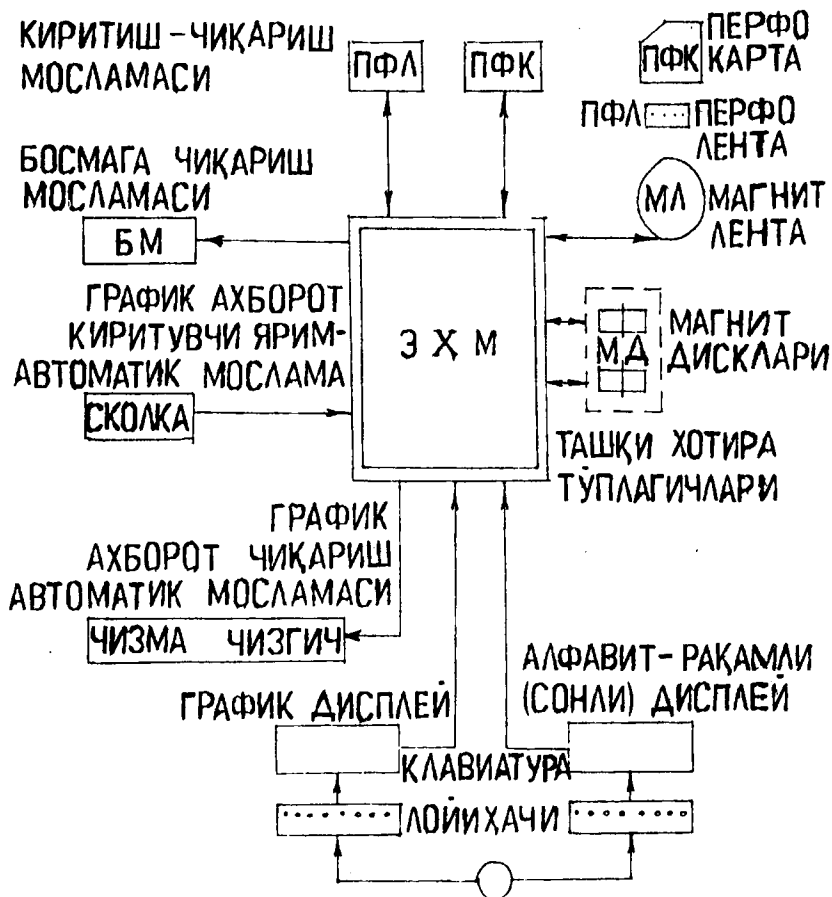 КИРИТИШ-ЧИҚАРИШ
МОСЛАМАСИ
ПФЛ
ПФК
ПФК
ПЕРФО
КАРТА
ПФЛ
ПЕРФО
ЛЕНТА
БОСМАГА ЧИҚАРИШ
МОСЛАМАСИ
БМ
МЛ
МАГНИТ
ЛЕНТА
ГРАФИК АХБОРОТ
КИРИТУВЧИ ЯРИМ-
АВТОМАТИК МОСЛАМА
СКОЛКА
ЭҲМ
МД
МАГНИТ
ДИСКЛАРИ
ТАШҚИ ХОТИРА
ТЎПЛАГИЧЛАРИ
ГРАФИК
АХБОРОТ ЧИҚАРИШ
АВТОМАТИК МОСЛАМАСИ
ЧИЗМА ЧИЗГИЧ
ГРАФИК ДИСПЛЕЙ
АЛФАВИТ-РАҚАМЛИ
(СОНЛИ) ДИСПЛЕЙ
КЛАВИАТУРА
ЛОЙИҲАЧИ